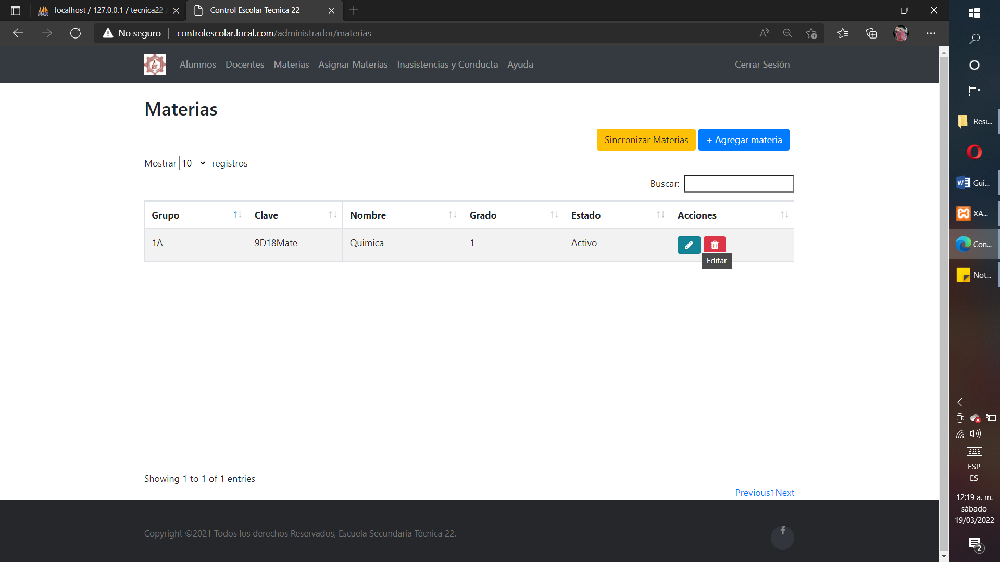 localhost / 127.0.0.1 / tecnica22 /
Control Escolar Tecnica 22
No seguro
controlescolar.local.com/administrador/materias
Alumnos Docentes Materias Asignar Materias Inasistencias y Conducta Ayuda Cerrar Sesión
Materias
Sincronizar Materias + Agregar materia
Mostrar 10 registros
Buscar:
Grupo Clave Nombre Grado Estado Acciones
1A 9D18Mate Quimica 1 Activo
Editar
Showing 1 to 1 of 1 entries
Previous1Next
Copyright ©2021 Todos los derechos Reservados, Escuela Secundaria Técnica 22.
Resi...
Gui...
XA...
Con...
Not...
ESP
ES
12:19 a. m.
sábado
19/03/2022
2